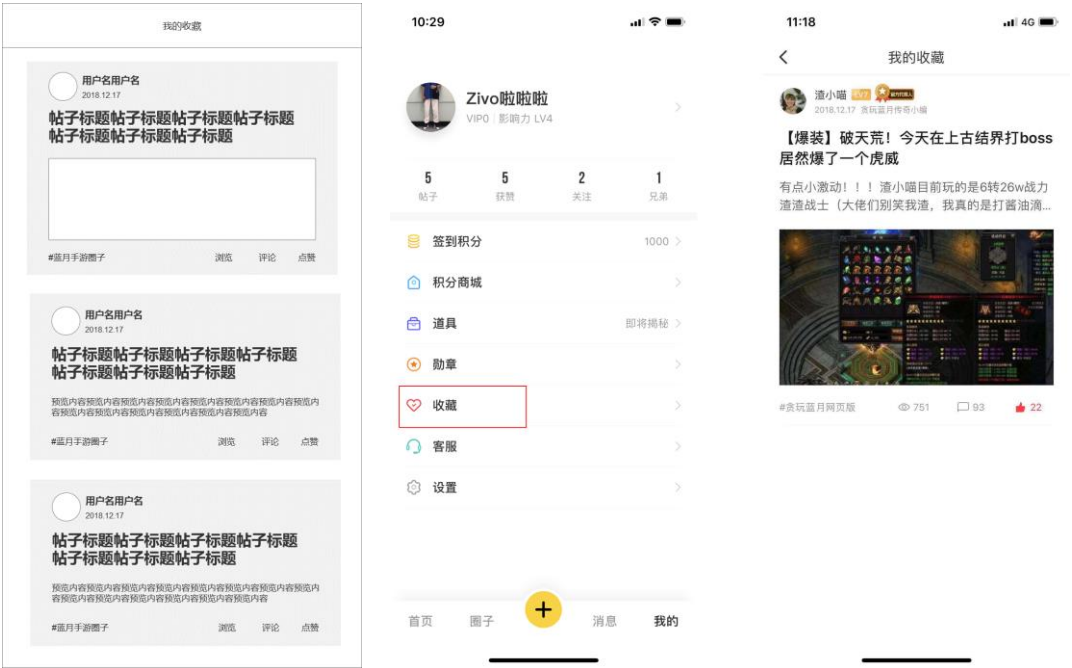 我的收藏
用户名用户名
2018.12.17
帖子标题帖子标题帖子标题帖子标题
帖子标题帖子标题帖子标题
#蓝月手游圈子 浏览 评论 点赞
用户名用户名
2018.12.17
帖子标题帖子标题帖子标题帖子标题
帖子标题帖子标题帖子标题
预览内容预览内容预览内容预览内容预览内容预览内容预览内
容预览内容预览内容预览内容预览内容预览内容
#蓝月手游圈子 浏览 评论 点赞
用户名用户名
2018.12.17
帖子标题帖子标题帖子标题帖子标题
帖子标题帖子标题帖子标题
预览内容预览内容预览内容预览内容预览内容预览内容预览内
容预览内容预览内容预览内容预览内容预览内容
#蓝月手游圈子 浏览 评论 点赞
10:29
Zivo啦啦啦
VIP0 影响力 LV4
5 5 2 1
帖子 获赞 关注 兄弟
签到积分 1000
积分商城
道具 即将揭秘
勋章
收藏
客服
设置
首页 圈子 + 消息 我的
11:18 4G
我的收藏
渣小喵 LV7
2018.12.17 贪玩蓝月传奇小编
【爆装】破天荒！今天在上古结界打boss
居然爆了一个虎威
有点小激动！！！渣小喵目前玩的是6转26w战力
渣渣战士（大佬们别笑我渣，我真的是打酱油滴...
#贪玩蓝月网页版 751 93 22